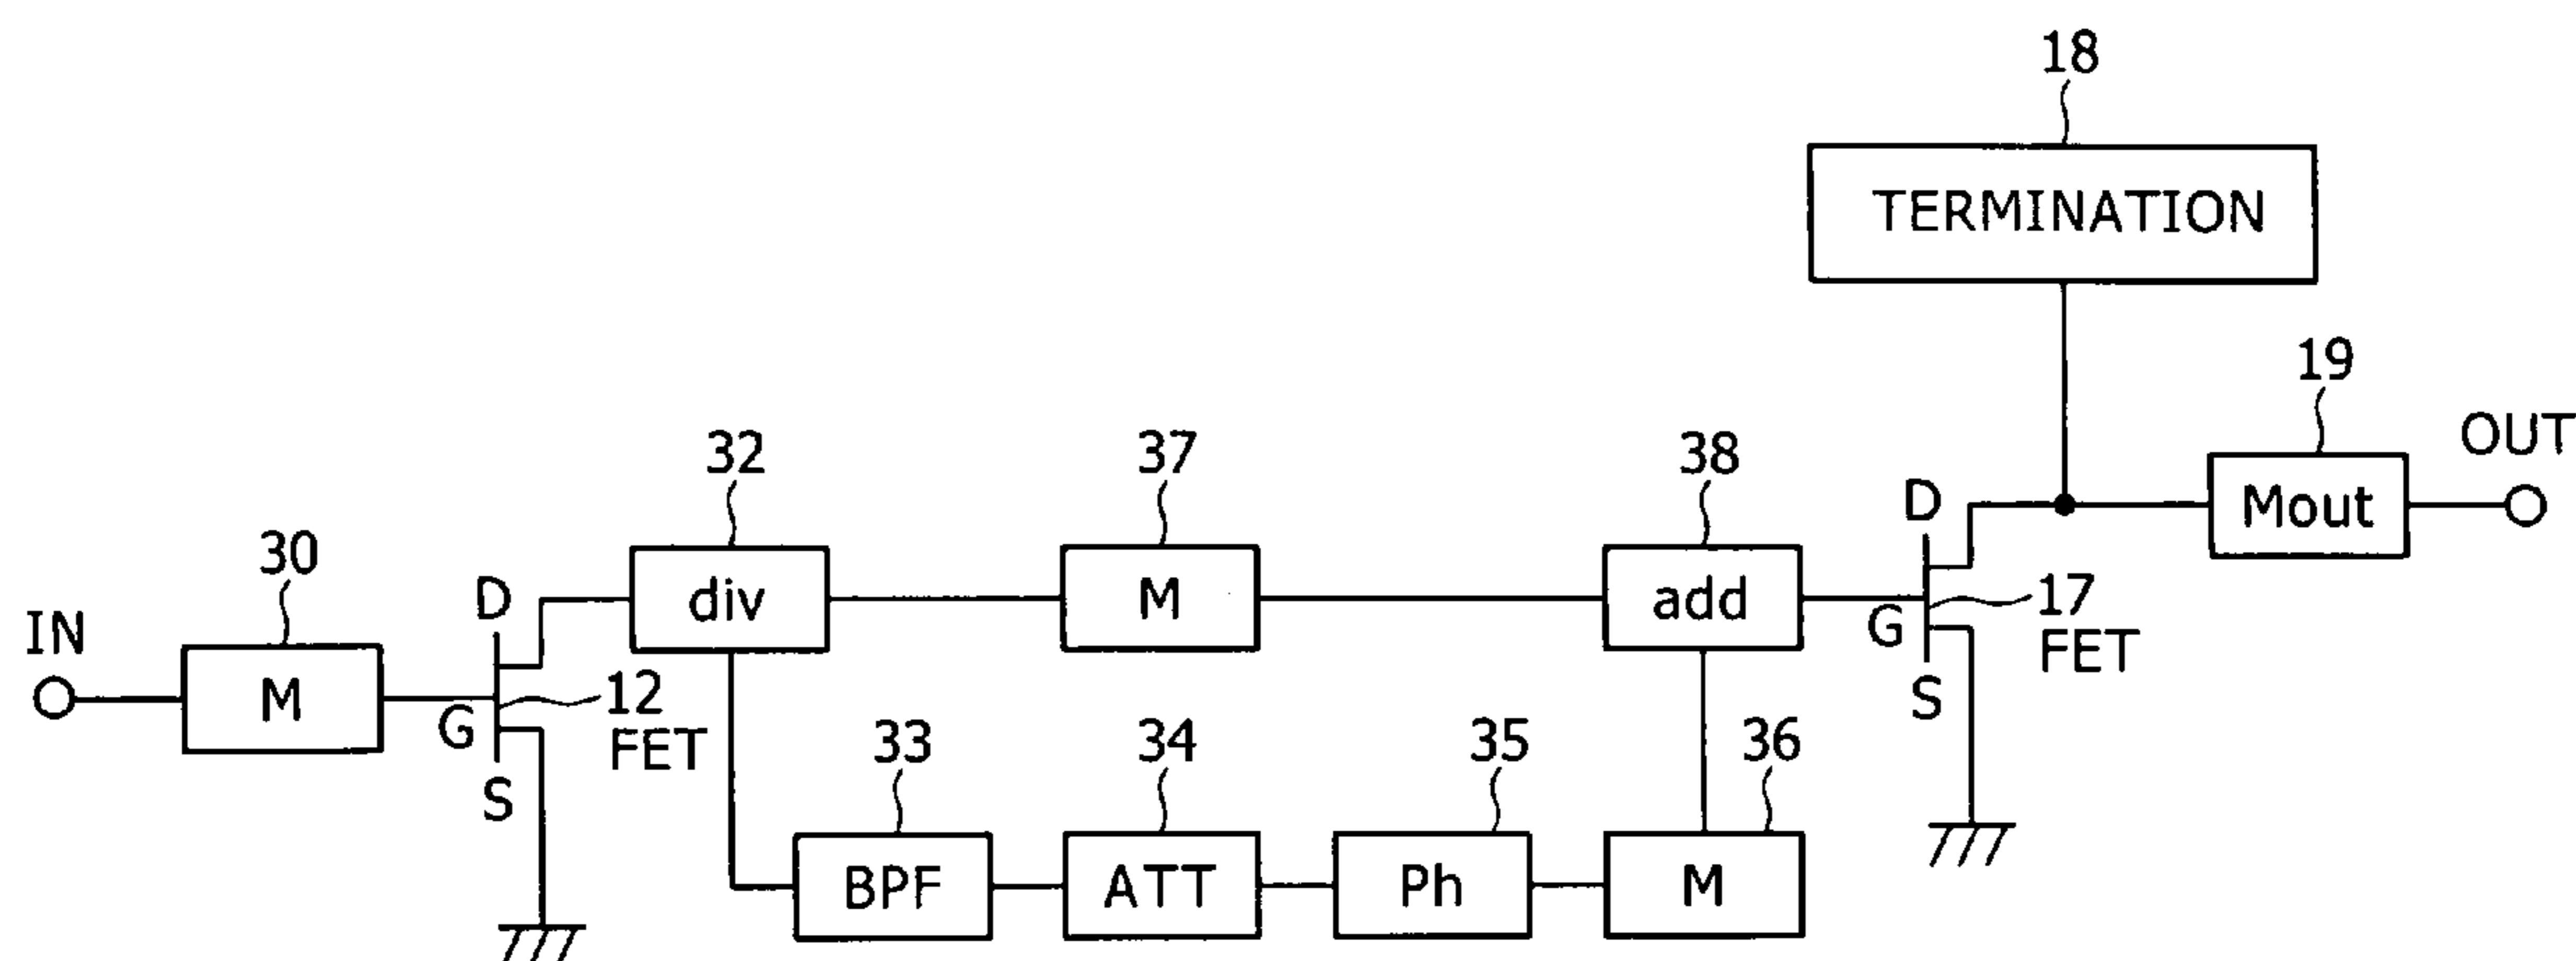 18
TERMINATION
19
OUT
Mout
32
37
38
D
30
D
div
M
add
17
FET
G
IN
M
12
FET
G
S
S
33
34
35
36
BPF
ATT
Ph
M